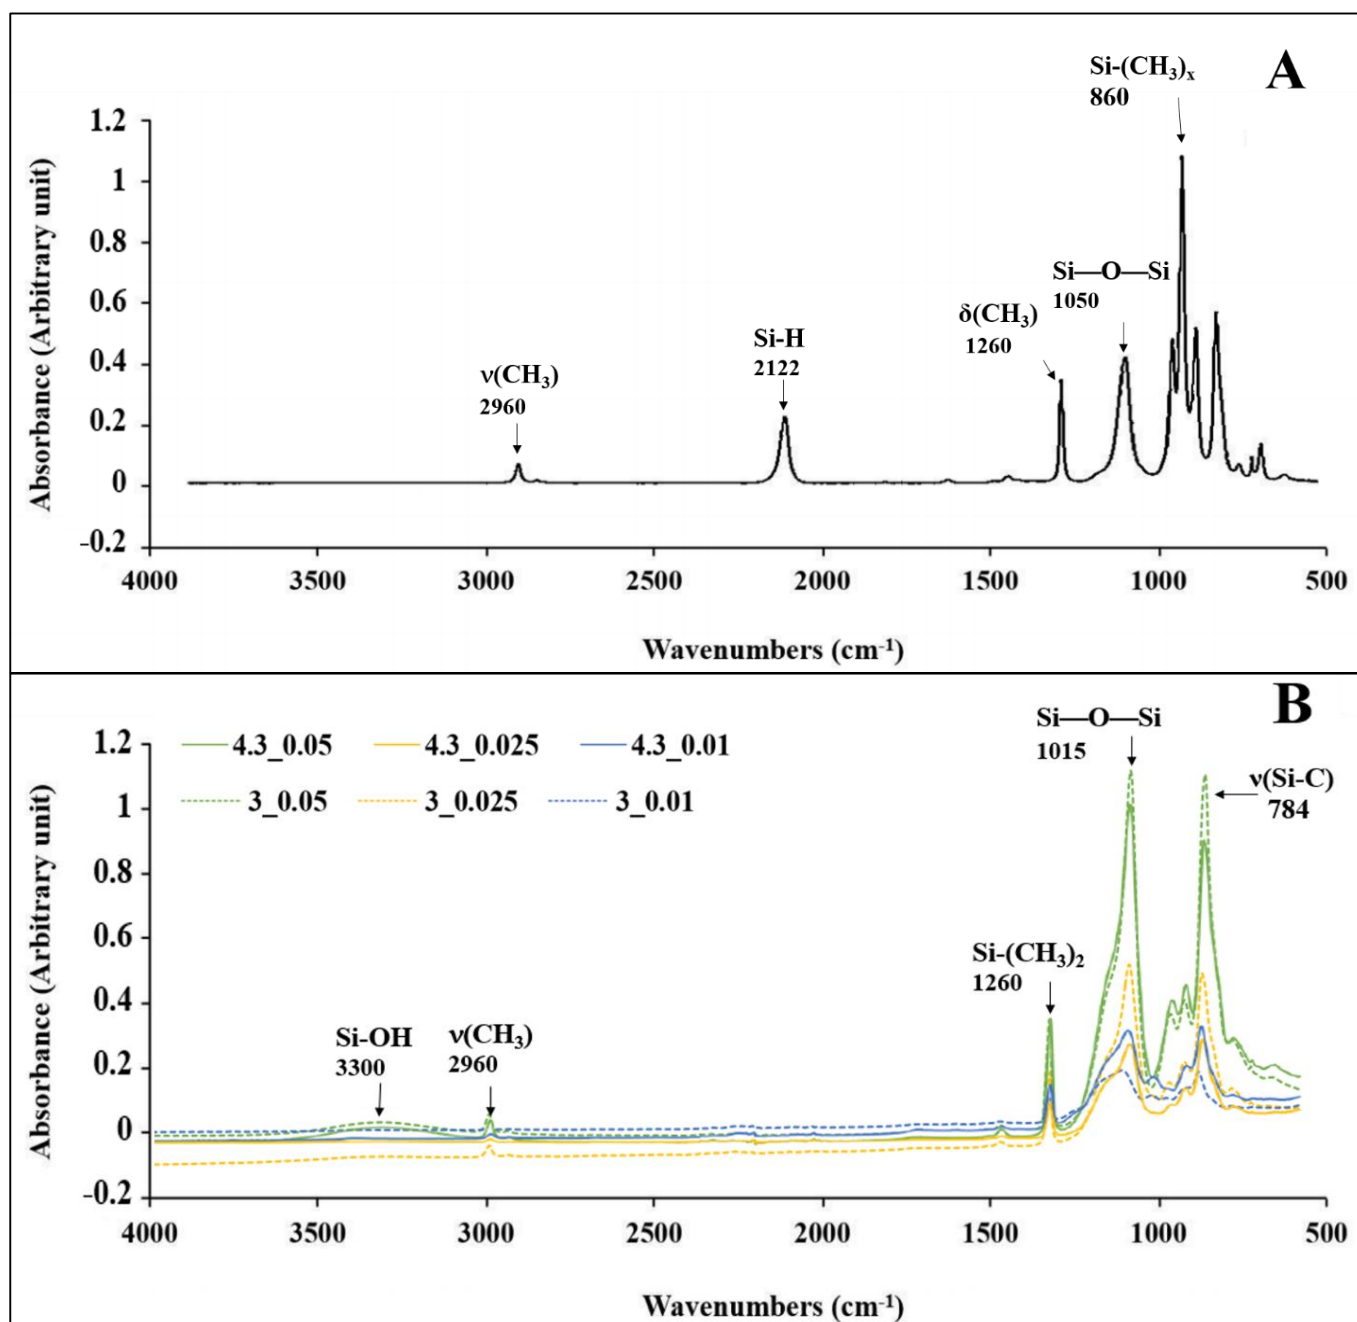 A
Si-(CH₃)ₓ
860
Si—O—Si
1050
δ(CH₃)
1260
Si-H
2122
ν(CH₃)
2960
1.2
1
0.8
0.6
0.4
0.2
0
-0.2
Absorbance (Arbitrary unit)
4000 3500 3000 2500 2000 1500 1000 500
Wavenumbers (cm⁻¹)
B
Si—O—Si
1015
4.3_0.05 4.3_0.025 4.3_0.01
3_0.05 3_0.025 3_0.01
ν(Si-C)
784
Si-(CH₃)₂
1260
Si-OH
3300
ν(CH₃)
2960
1.2
1
0.8
0.6
0.4
0.2
0
-0.2
Absorbance (Arbitrary unit)
4000 3500 3000 2500 2000 1500 1000 500
Wavenumbers (cm⁻¹)